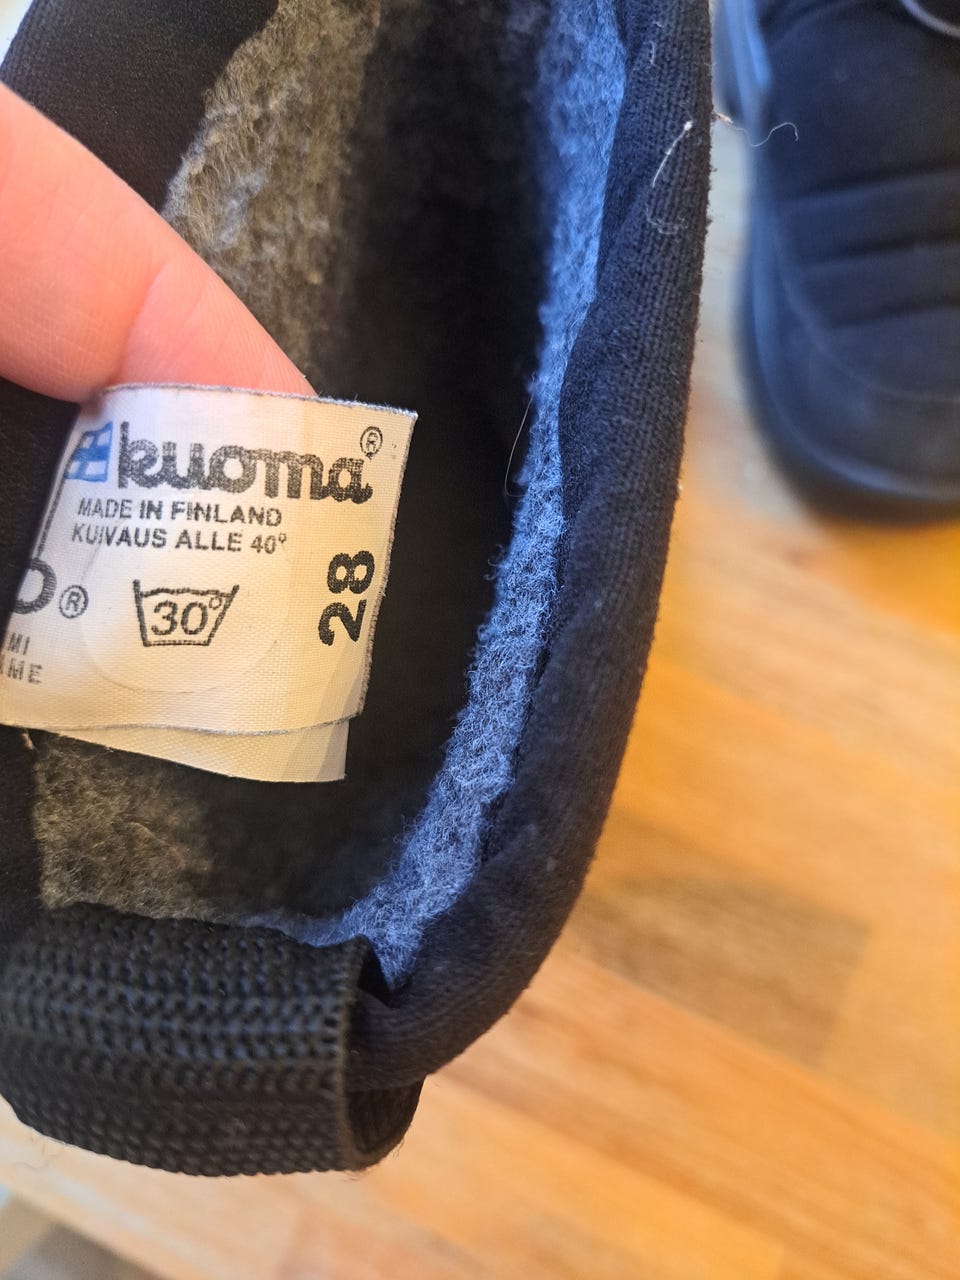 kuoma®
MADE IN FINLAND
KUIVAUS ALLE 40°
®
30°
28